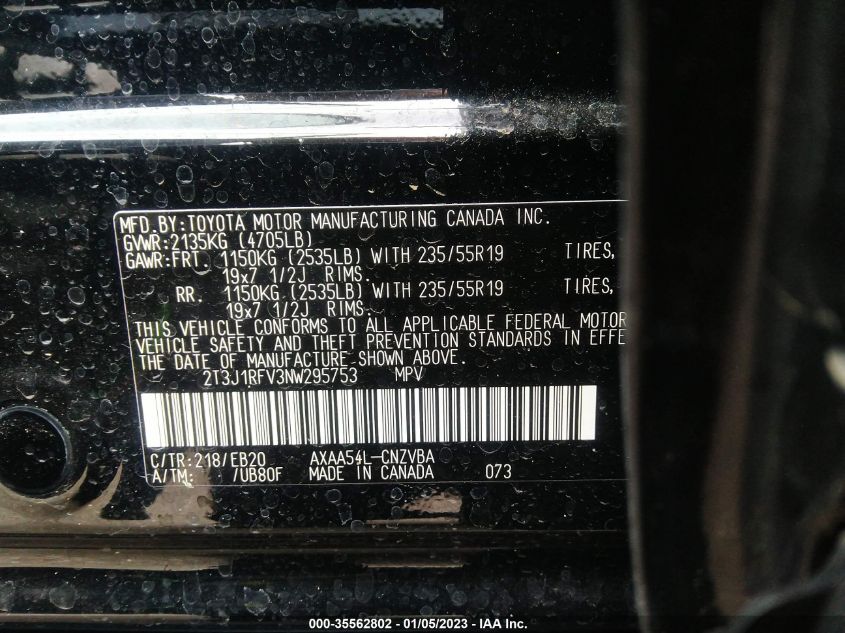 MFD.BY:TOYOTA MOTOR MANUFACTURING CANADA INC.
GVWR:2135KG (4705LB)
GAWR:FRT. 1150KG (2535LB) WITH 235/55R19 TIRES,
19x7 1/2J RIMS.
RR. 1150KG (2535LB) WITH 235/55R19 TIRES,
19x7 1/2J RIMS.
THIS VEHICLE CONFORMS TO ALL APPLICABLE FEDERAL MOTOR
VEHICLE SAFETY AND THEFT PREVENTION STANDARDS IN EFFE
THE DATE OF MANUFACTURE SHOWN ABOVE.
2T3J1RFV3NW295753 MPV
C/TR:218/EB20 AXAA54L-CNZVBA
A/TM: /UB80F MADE IN CANADA 073
000-35562802 - 01/05/2023 - IAA Inc.